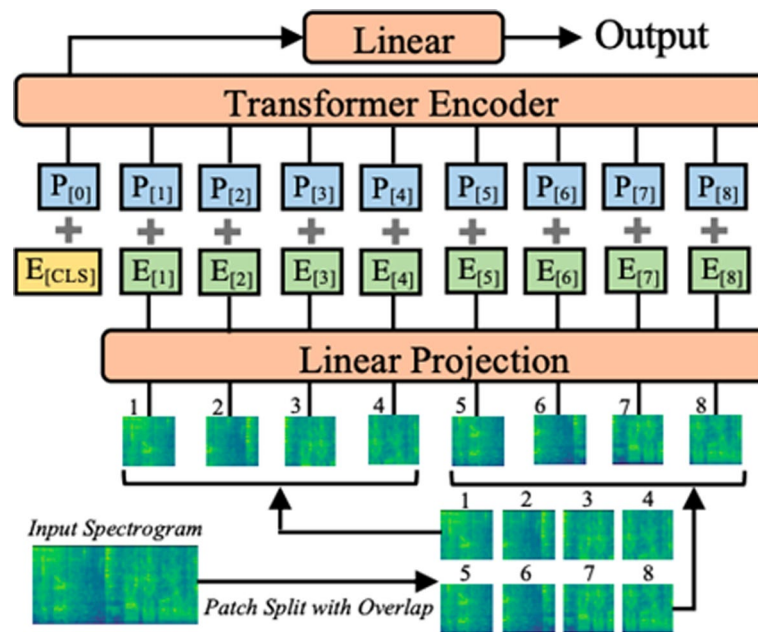 Linear Output
Transformer Encoder
P[0] P[1] P[2] P[3] P[4] P[5] P[6] P[7] P[8]
+ + + + + + + + +
E[CLS] E[1] E[2] E[3] E[4] E[5] E[6] E[7] E[8]
Linear Projection
1 2 3 4 5 6 7 8
1 2 3 4
Input Spectrogram
5 6 7 8
Patch Split with Overlap